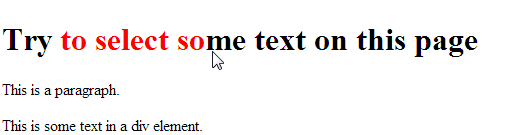 Try to select some text on this page
This is a paragraph.
This is some text in a div element.